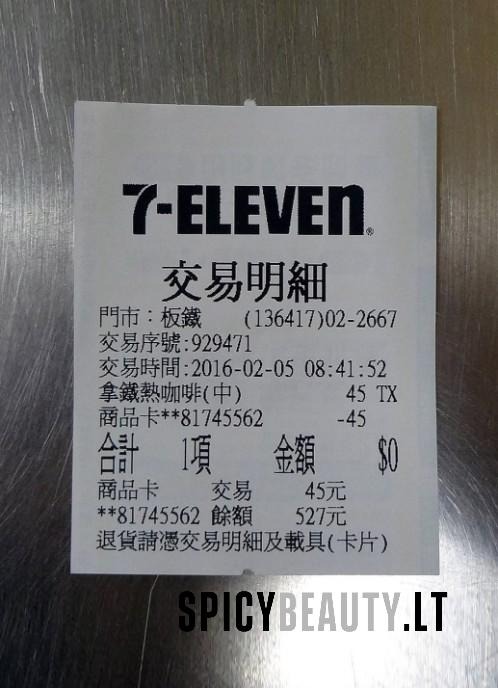 7-ELEVEN®
交易明細
門市：板鐵 (136417)02-2667
交易序號:929471
交易時間:2016-02-05 08:41:52
拿鐵熱咖啡(中) 45 TX
商品卡**81745562 -45
合計 1項 金額 $0
商品卡 交易 45元
**81745562 餘額 527元
退貨請憑交易明細及載具(卡片)
SPICYBEAUTY.LT